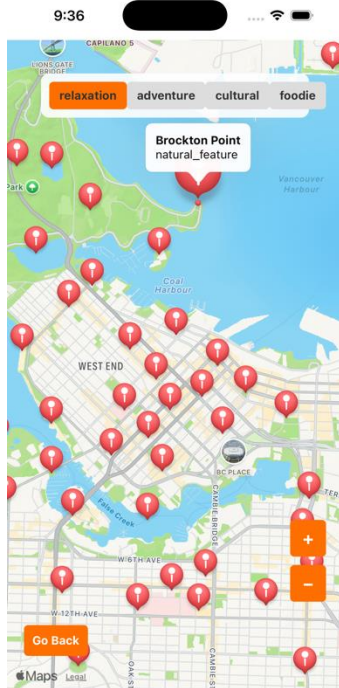 9:36
CAPILANO 5
LIONS GATE
BRIDGE
relaxation adventure cultural foodie
Brockton Point
natural_feature
Vancouver
Harbour
Park
Coal
Harbour
WEST END
BC PLACE
CAMBIE BRIDGE
TER
False Creek
+
W 6TH AVE
−
W 12TH AVE
Go Back
OAK ST
CAMBIE
Maps Legal